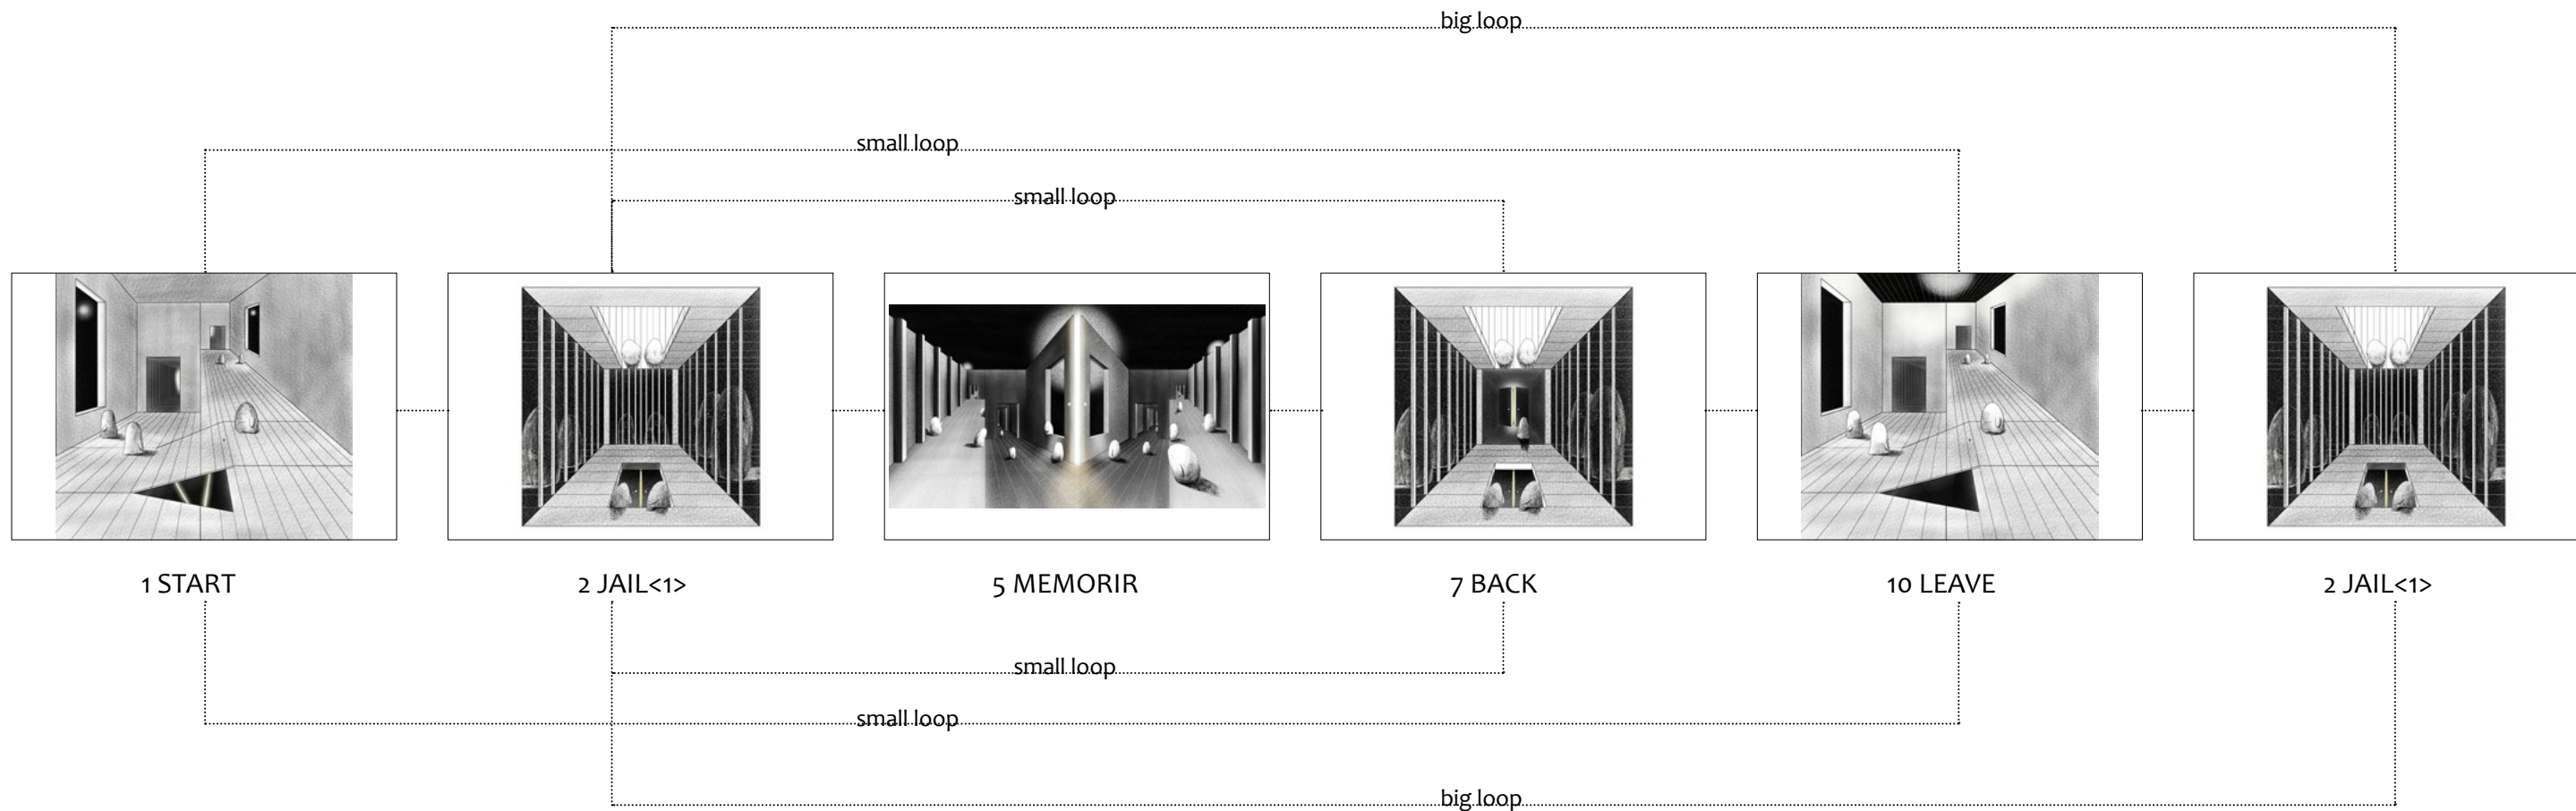 big loop
small loop
small loop
1 START
2 JAIL<1>
5 MEMORIR
7 BACK
10 LEAVE
2 JAIL<1>
small loop
small loop
big loop